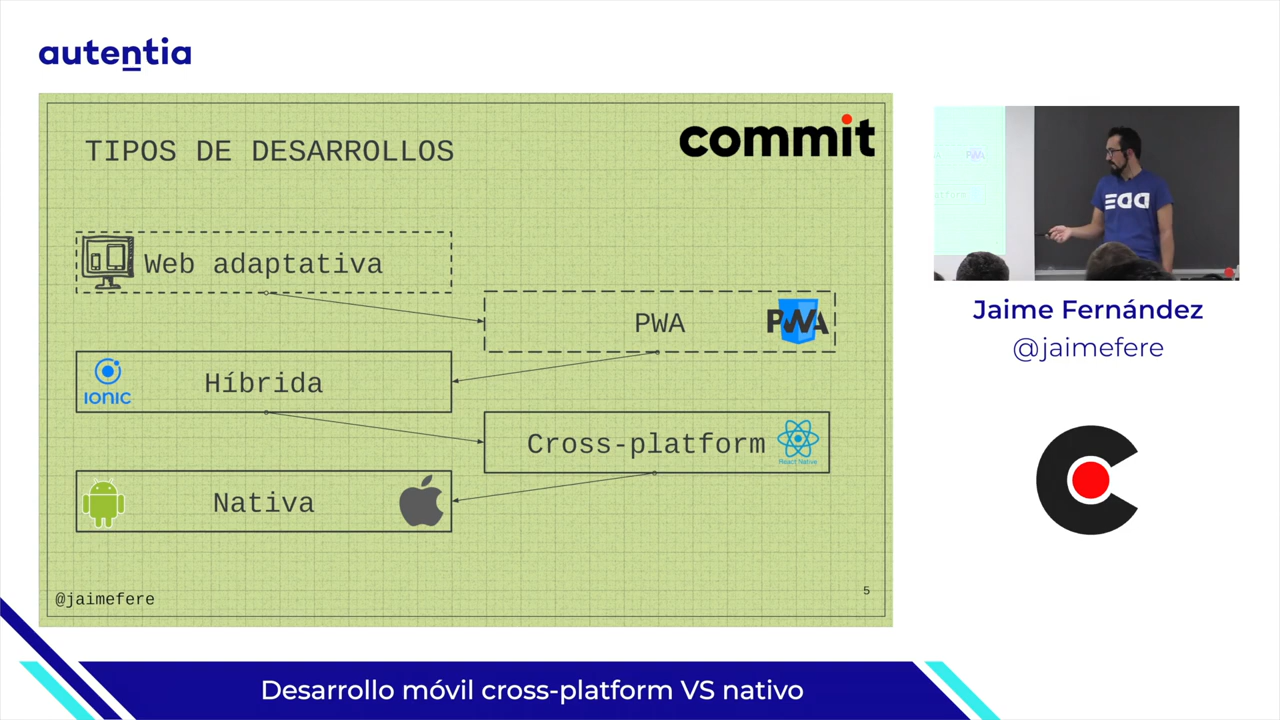 autentia
TIPOS DE DESARROLLOS
commit
Web adaptativa
PWA
PWA
IONIC
Híbrida
Cross-platform
React Native
Nativa
@jaimefere
5
Jaime Fernández
@jaimefere
Desarrollo móvil cross-platform VS nativo